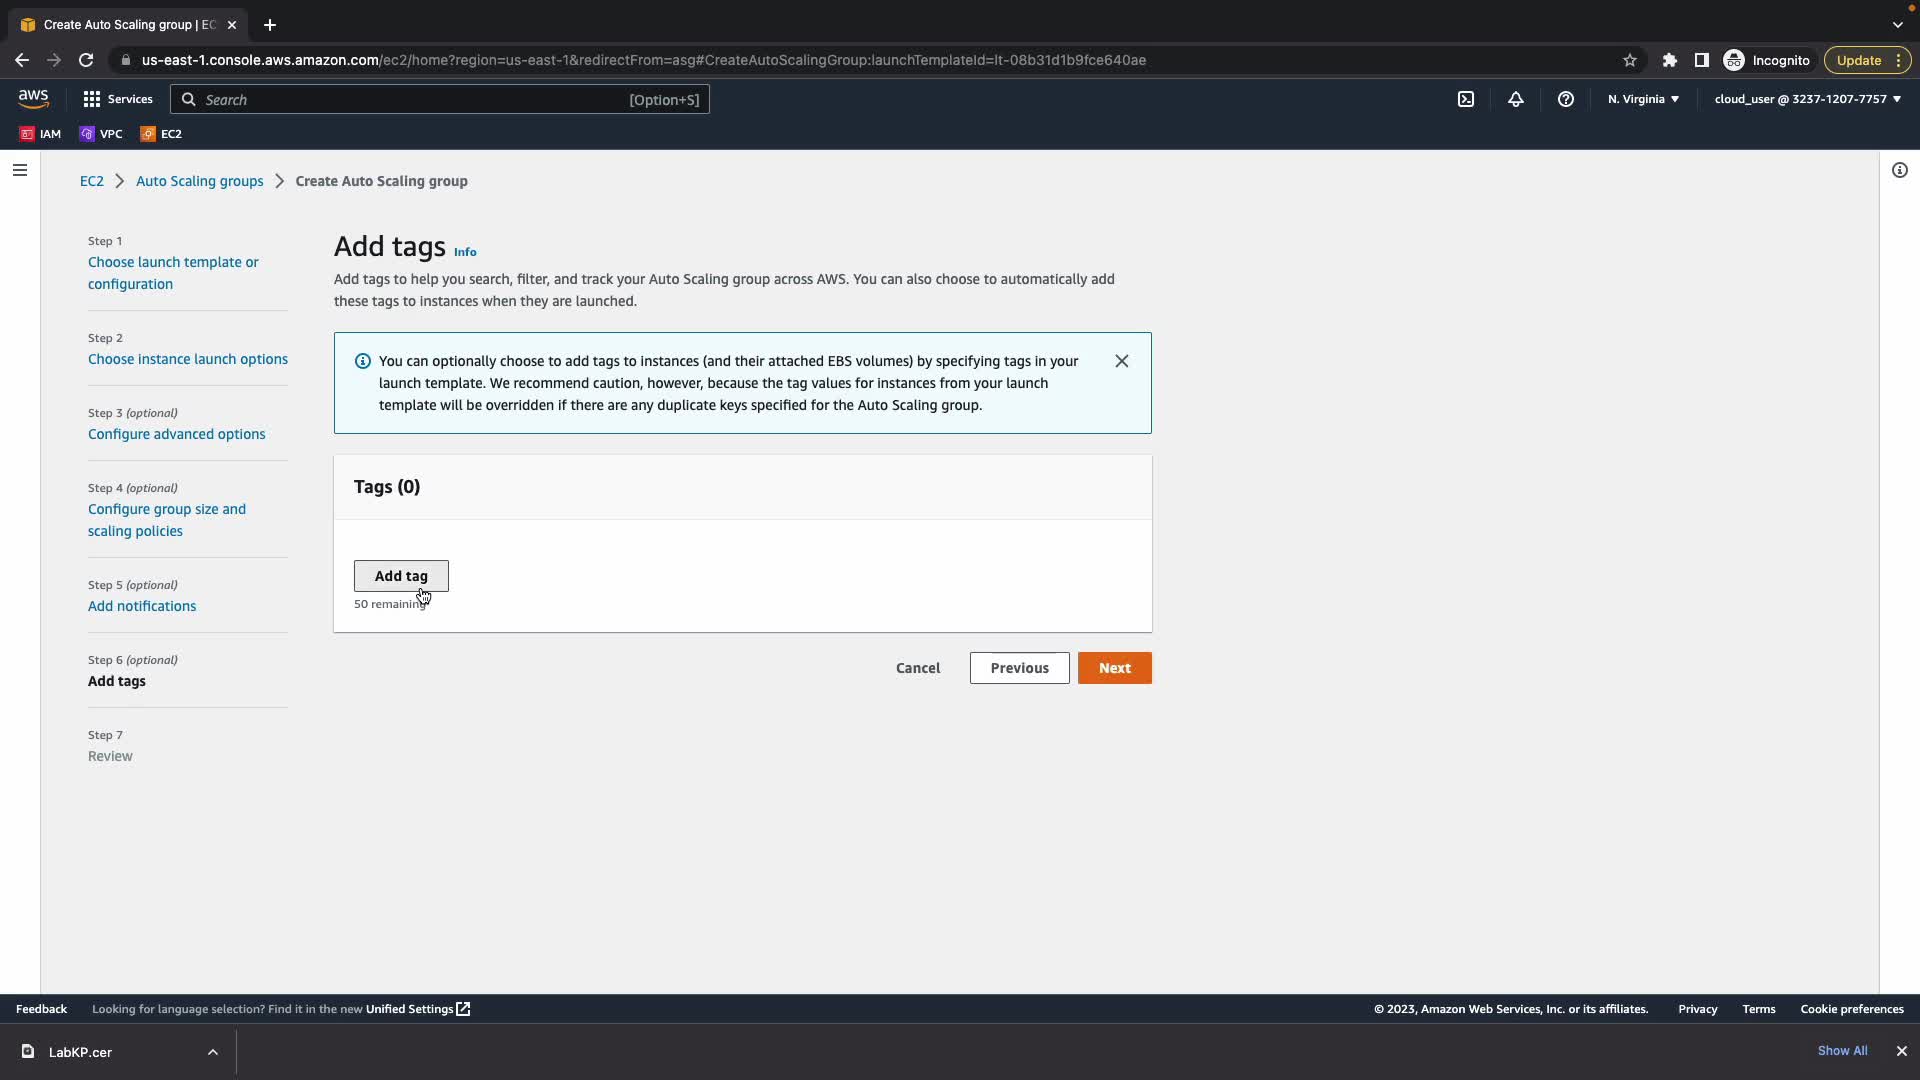 Create Auto Scaling group | EC
us-east-1.console.aws.amazon.com/ec2/home?region=us-east-1&redirectFrom=asg#CreateAutoScalingGroup:launchTemplateId=lt-08b31d1b9fce640ae
Incognito
Update
aws
Services
Search
[Option+S]
N. Virginia
cloud_user @ 3237-1207-7757
IAM
VPC
EC2
EC2
Auto Scaling groups
Create Auto Scaling group
Step 1
Choose launch template or
configuration
Step 2
Choose instance launch options
Step 3 (optional)
Configure advanced options
Step 4 (optional)
Configure group size and
scaling policies
Step 5 (optional)
Add notifications
Step 6 (optional)
Add tags
Step 7
Review
Add tags Info
Add tags to help you search, filter, and track your Auto Scaling group across AWS. You can also choose to automatically add
these tags to instances when they are launched.
You can optionally choose to add tags to instances (and their attached EBS volumes) by specifying tags in your
launch template. We recommend caution, however, because the tag values for instances from your launch
template will be overridden if there are any duplicate keys specified for the Auto Scaling group.
Tags (0)
Add tag
50 remaining
Cancel
Previous
Next
Feedback
Looking for language selection? Find it in the new Unified Settings
© 2023, Amazon Web Services, Inc. or its affiliates.
Privacy
Terms
Cookie preferences
LabKP.cer
Show All